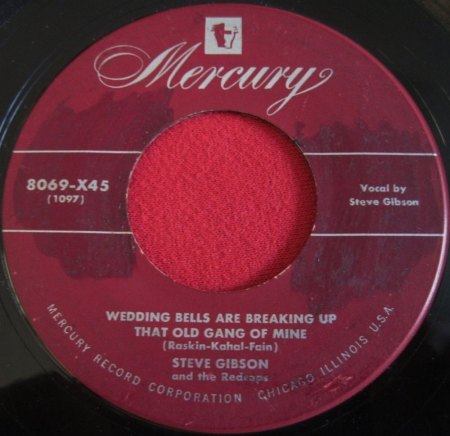 Mercury
8069-X45
(1097)
Vocal by
Steve Gibson
WEDDING BELLS ARE BREAKING UP
THAT OLD GANG OF MINE
(Raskin-Kahal-Fain)
STEVE GIBSON
and the Redcaps
MERCURY RECORD CORPORATION CHICAGO ILLINOIS U.S.A.